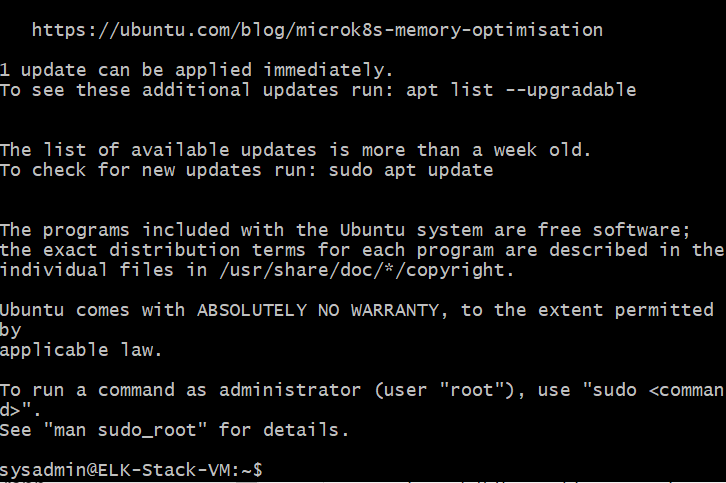 https://ubuntu.com/blog/microk8s-memory-optimisation
1 update can be applied immediately.
To see these additional updates run: apt list --upgradable
The list of available updates is more than a week old.
To check for new updates run: sudo apt update
The programs included with the Ubuntu system are free software;
the exact distribution terms for each program are described in the
individual files in /usr/share/doc/*/copyright.
Ubuntu comes with ABSOLUTELY NO WARRANTY, to the extent permitted
by
applicable law.
To run a command as administrator (user "root"), use "sudo <comman
d>".
See "man sudo_root" for details.
sysadmin@ELK-Stack-VM:~$